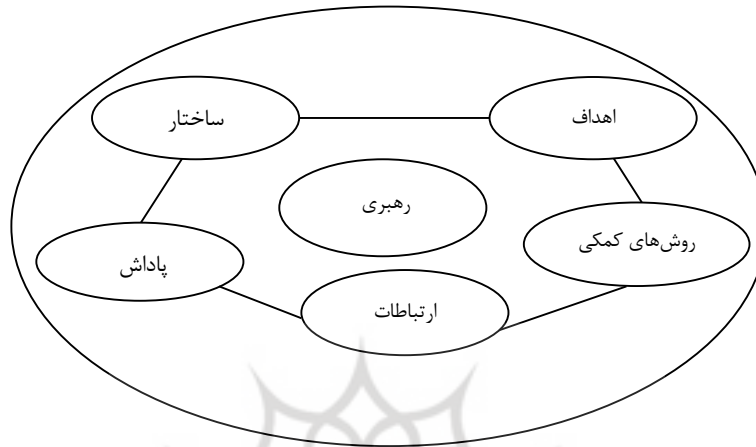 اهداف
ساختار
رهبری
روش‌های کمکی
پاداش
ارتباطات